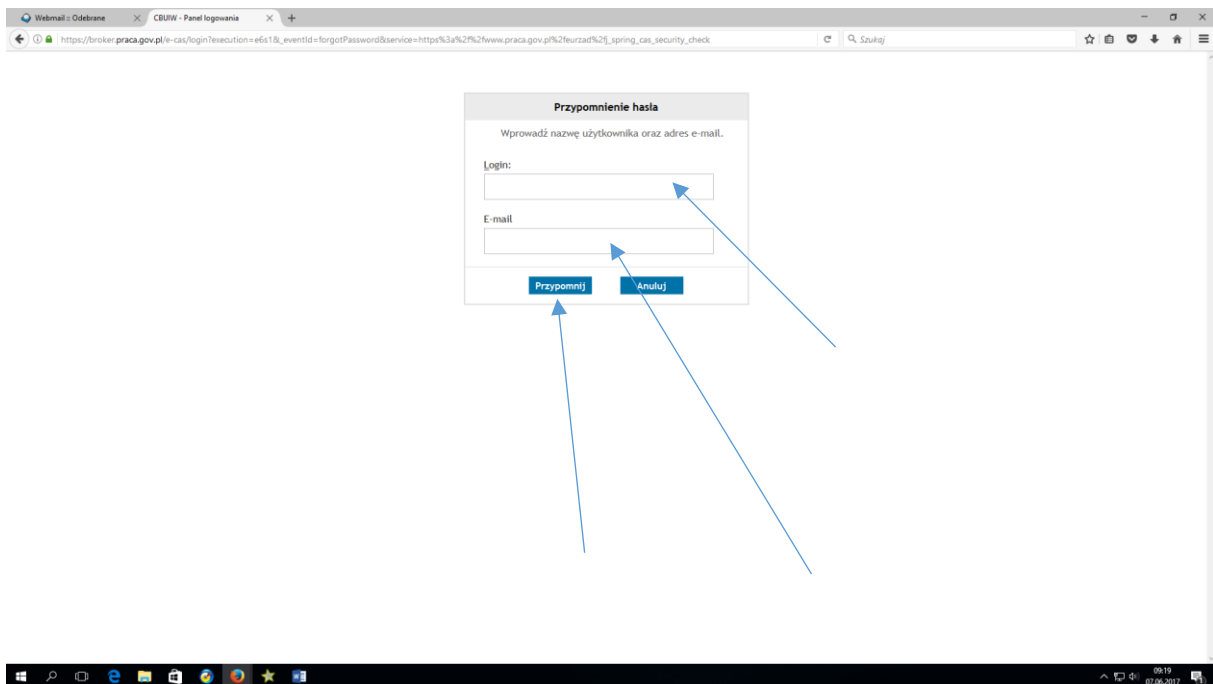 Webmail :: Odebrane
CBUIW - Panel logowania
https://broker.praca.gov.pl/e-cas/login?execution=e6s1&_eventId=forgotPassword&service=https%3a%2f%2fwww.praca.gov.pl%2feurzad%2fj_spring_cas_security_check
Szukaj
Przypomnienie hasla
Wprowadź nazwę użytkownika oraz adres e-mail.
Login:
E-mail
Przypomnij Anuluj
09:19
07.06.2017